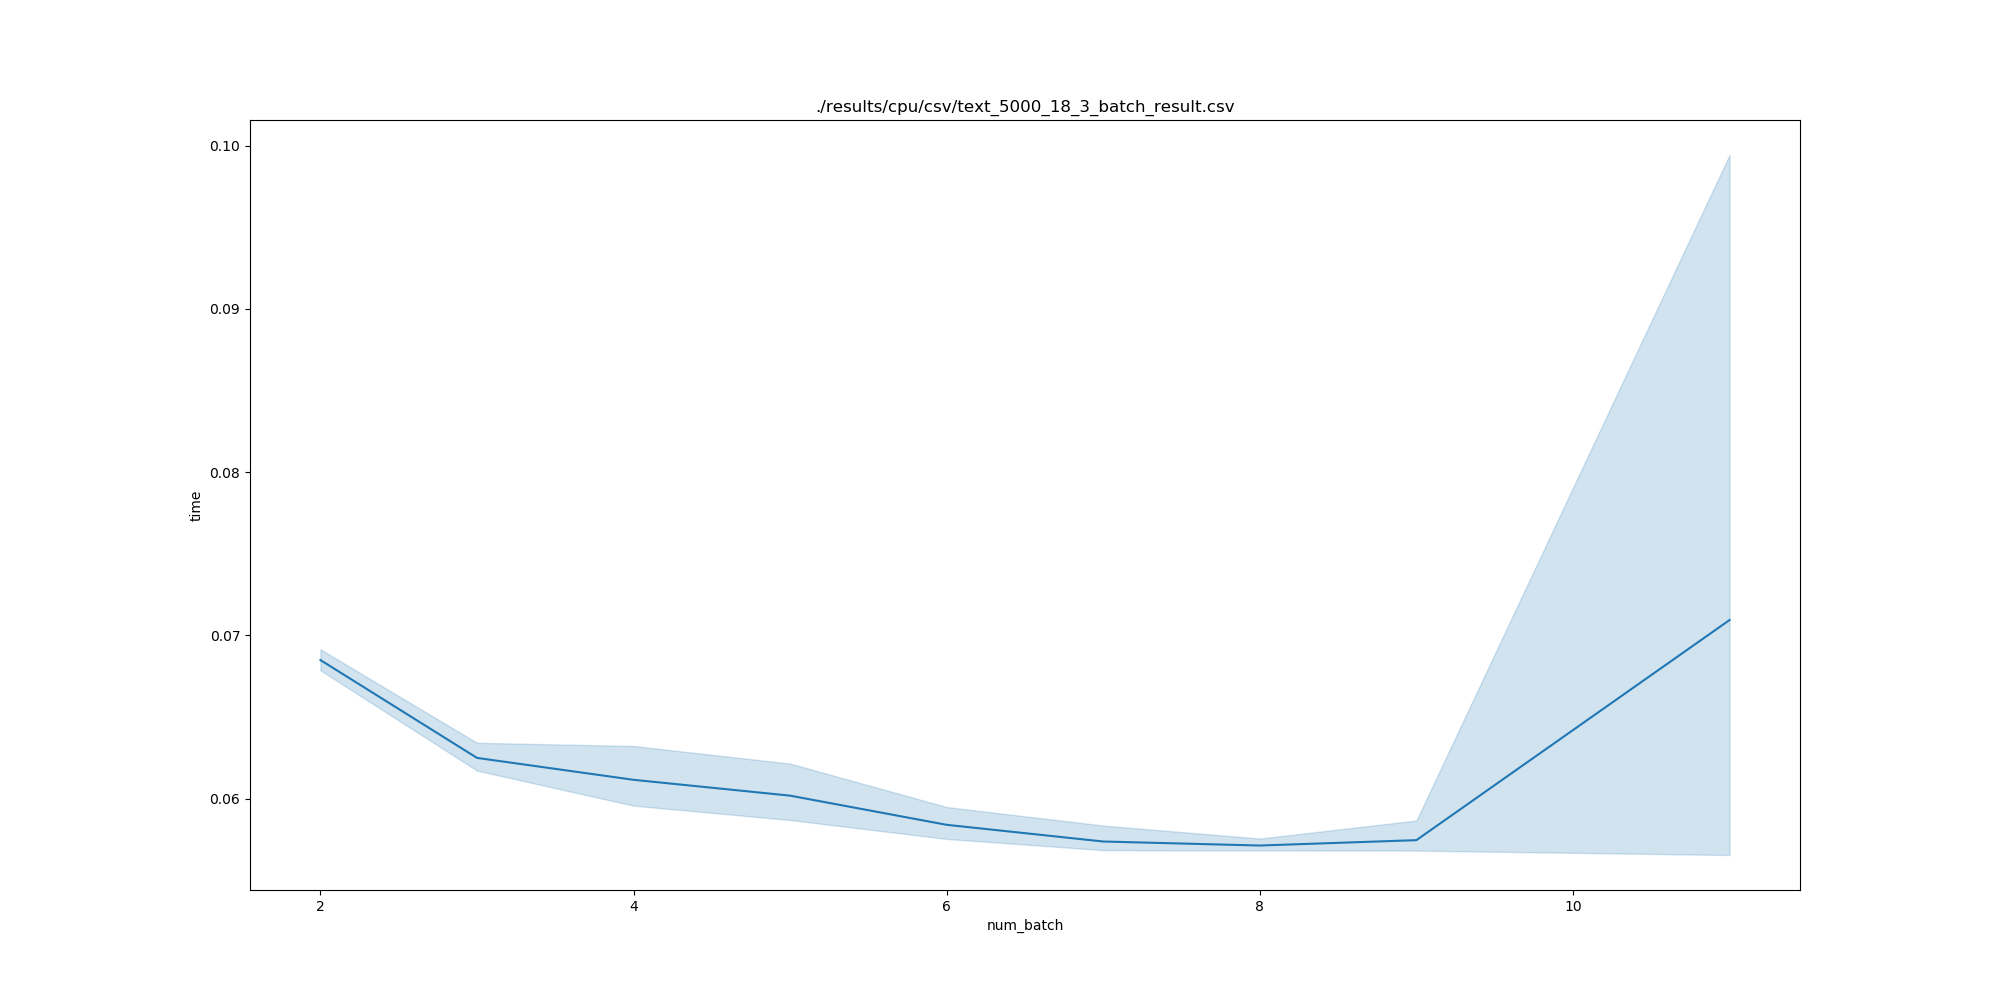 ./results/cpu/csv/text_5000_18_3_batch_result.csv
0.10
0.09
0.08
0.07
0.06
time
2 4 6 8 10
num_batch